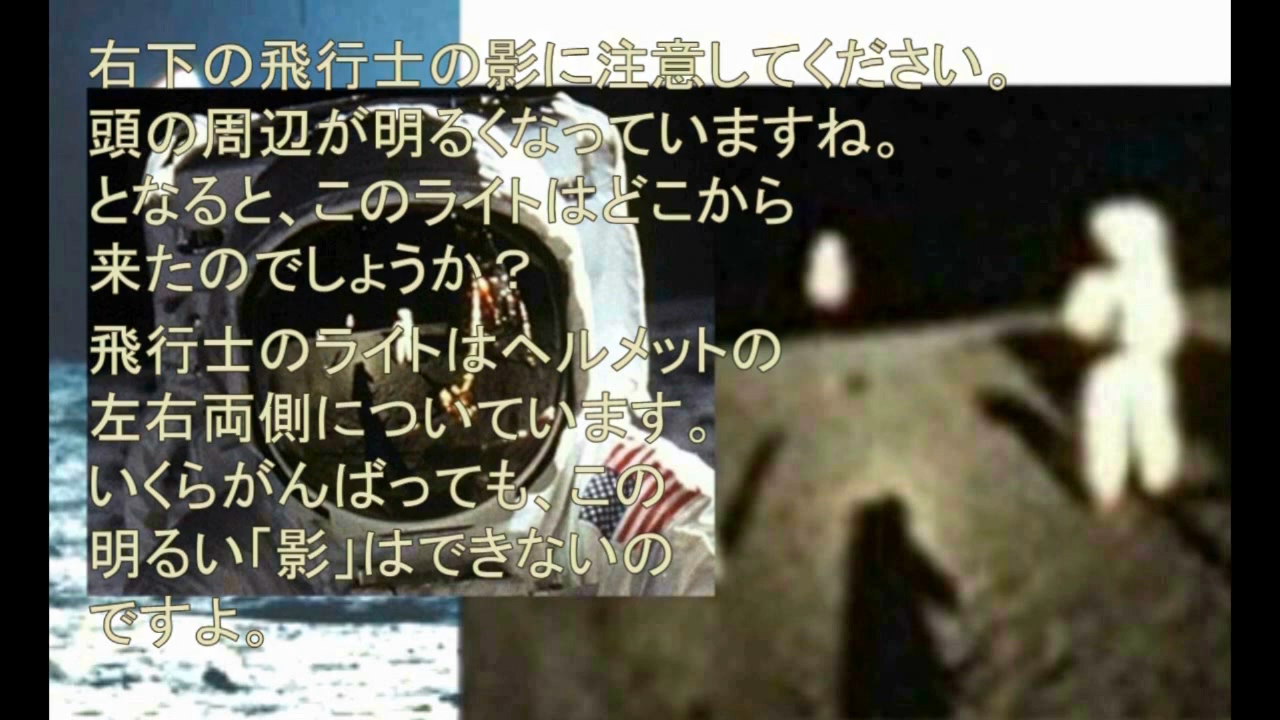 右下の飛行士の影に注意してください。
頭の周辺が明るくなっていますね。
となると、このライトはどこから
来たのでしょうか？
飛行士のライトはヘルメットの
左右両側についています。
いくらがんばっても、この
明るい「影」はできないの
ですよ。